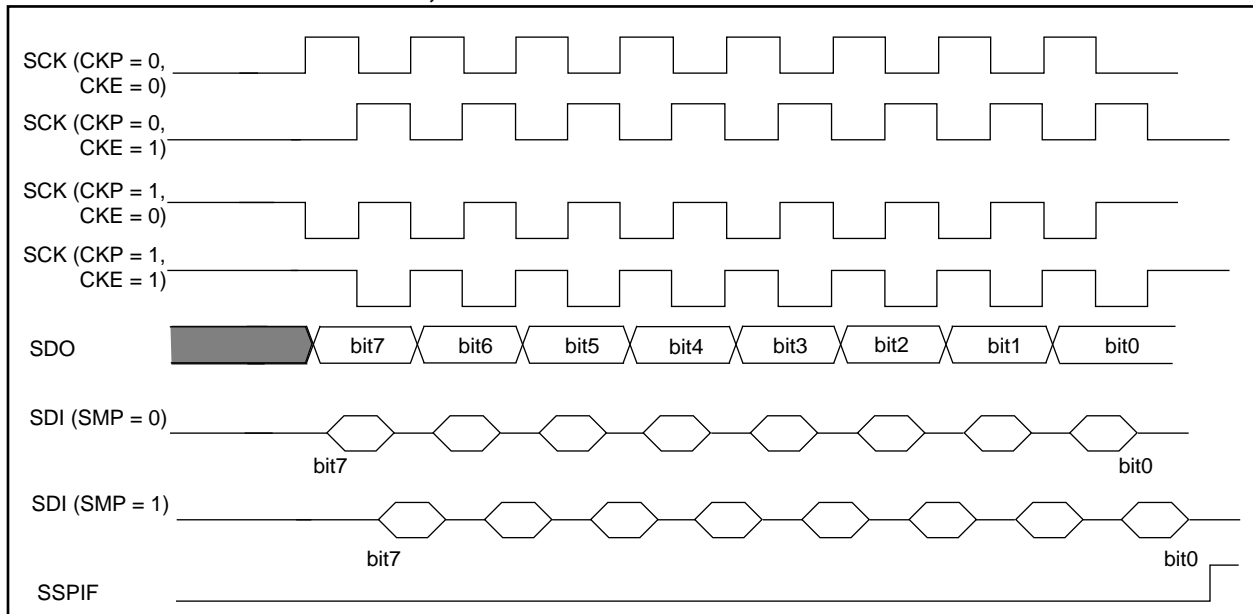 SCK (CKP = 0,
CKE = 0)
SCK (CKP = 0,
CKE = 1)
SCK (CKP = 1,
CKE = 0)
SCK (CKP = 1,
CKE = 1)
SDO bit7 bit6 bit5 bit4 bit3 bit2 bit1 bit0
SDI (SMP = 0)
bit7 bit0
SDI (SMP = 1)
bit7 bit0
SSPIF